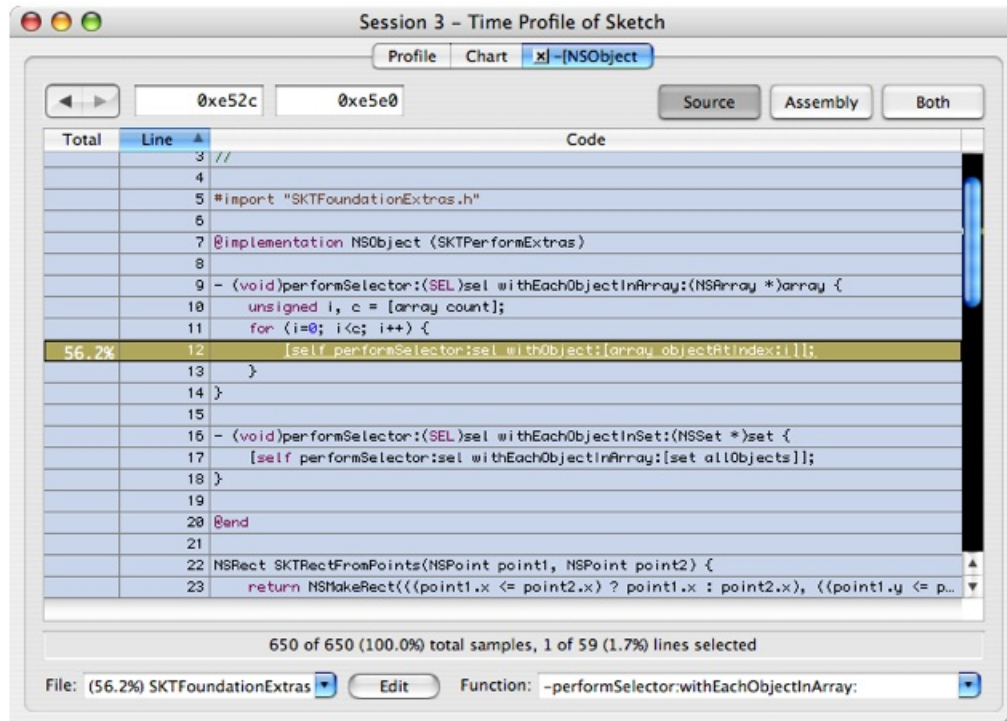 Session 3 – Time Profile of Sketch
Profile Chart x -[NSObject
0xe52c 0xe5e0 Source Assembly Both
Total Line Code
3 //
4
5 #import "SKTFoundationExtras.h"
6
7 @implementation NSObject (SKTPerformExtras)
8
9 - (void)performSelector:(SEL)sel withEachObjectInArray:(NSArray *)array {
10 unsigned i, c = [array count];
11 for (i=0; i<c; i++) {
56.2% 12 [self performSelector:sel withObject:[array objectAtIndex:i]];
13 }
14 }
15
16 - (void)performSelector:(SEL)sel withEachObjectInSet:(NSSet *)set {
17 [self performSelector:sel withEachObjectInArray:[set allObjects]];
18 }
19
20 @end
21
22 NSRect SKTRectFromPoints(NSPoint point1, NSPoint point2) {
23 return NSMakeRect(((point1.x <= point2.x) ? point1.x : point2.x), ((point1.y <= p...
650 of 650 (100.0%) total samples, 1 of 59 (1.7%) lines selected
File: (56.2%) SKTFoundationExtras Edit Function: -performSelector:withEachObjectInArray: